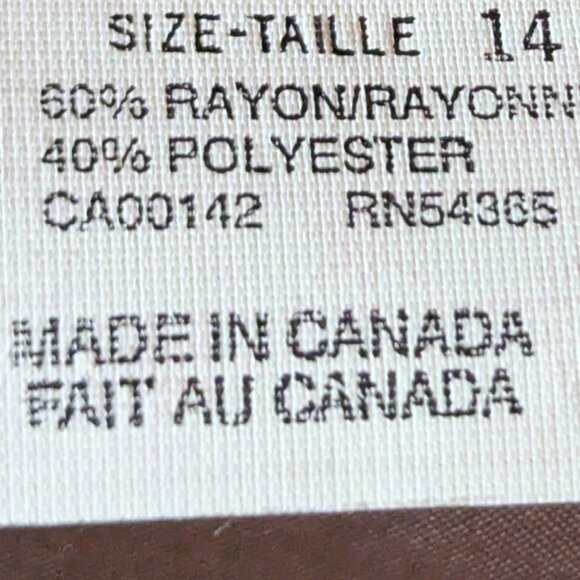 SIZE-TAILLE 14
60% RAYON/RAYONN
40% POLYESTER
CA00142 RN54365
MADE IN CANADA
FAIT AU CANADA